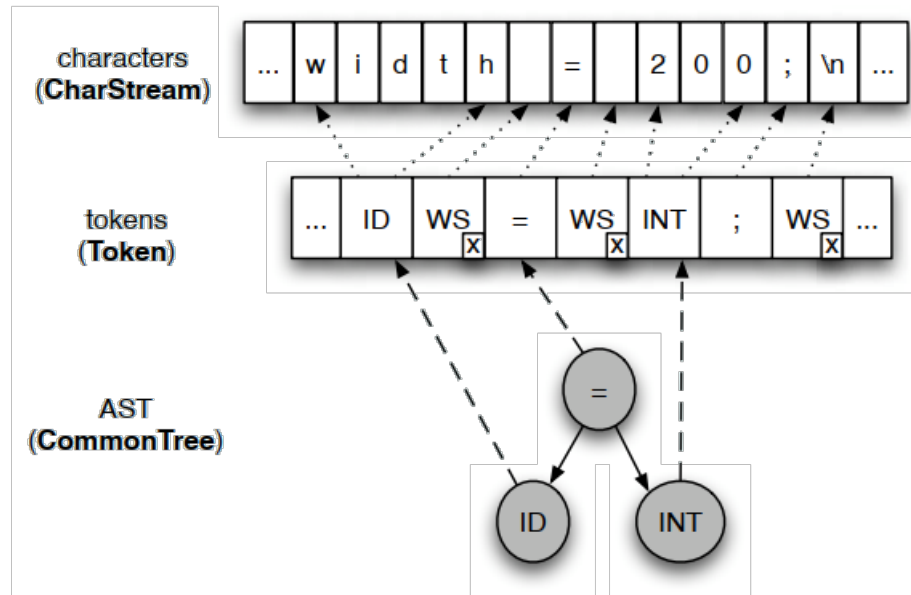 characters
(CharStream)
... w i d t h = 2 0 0 ; \n ...
tokens
(Token)
... ID WS X = WS X INT ; WS X ...
AST
(CommonTree)
=
ID INT